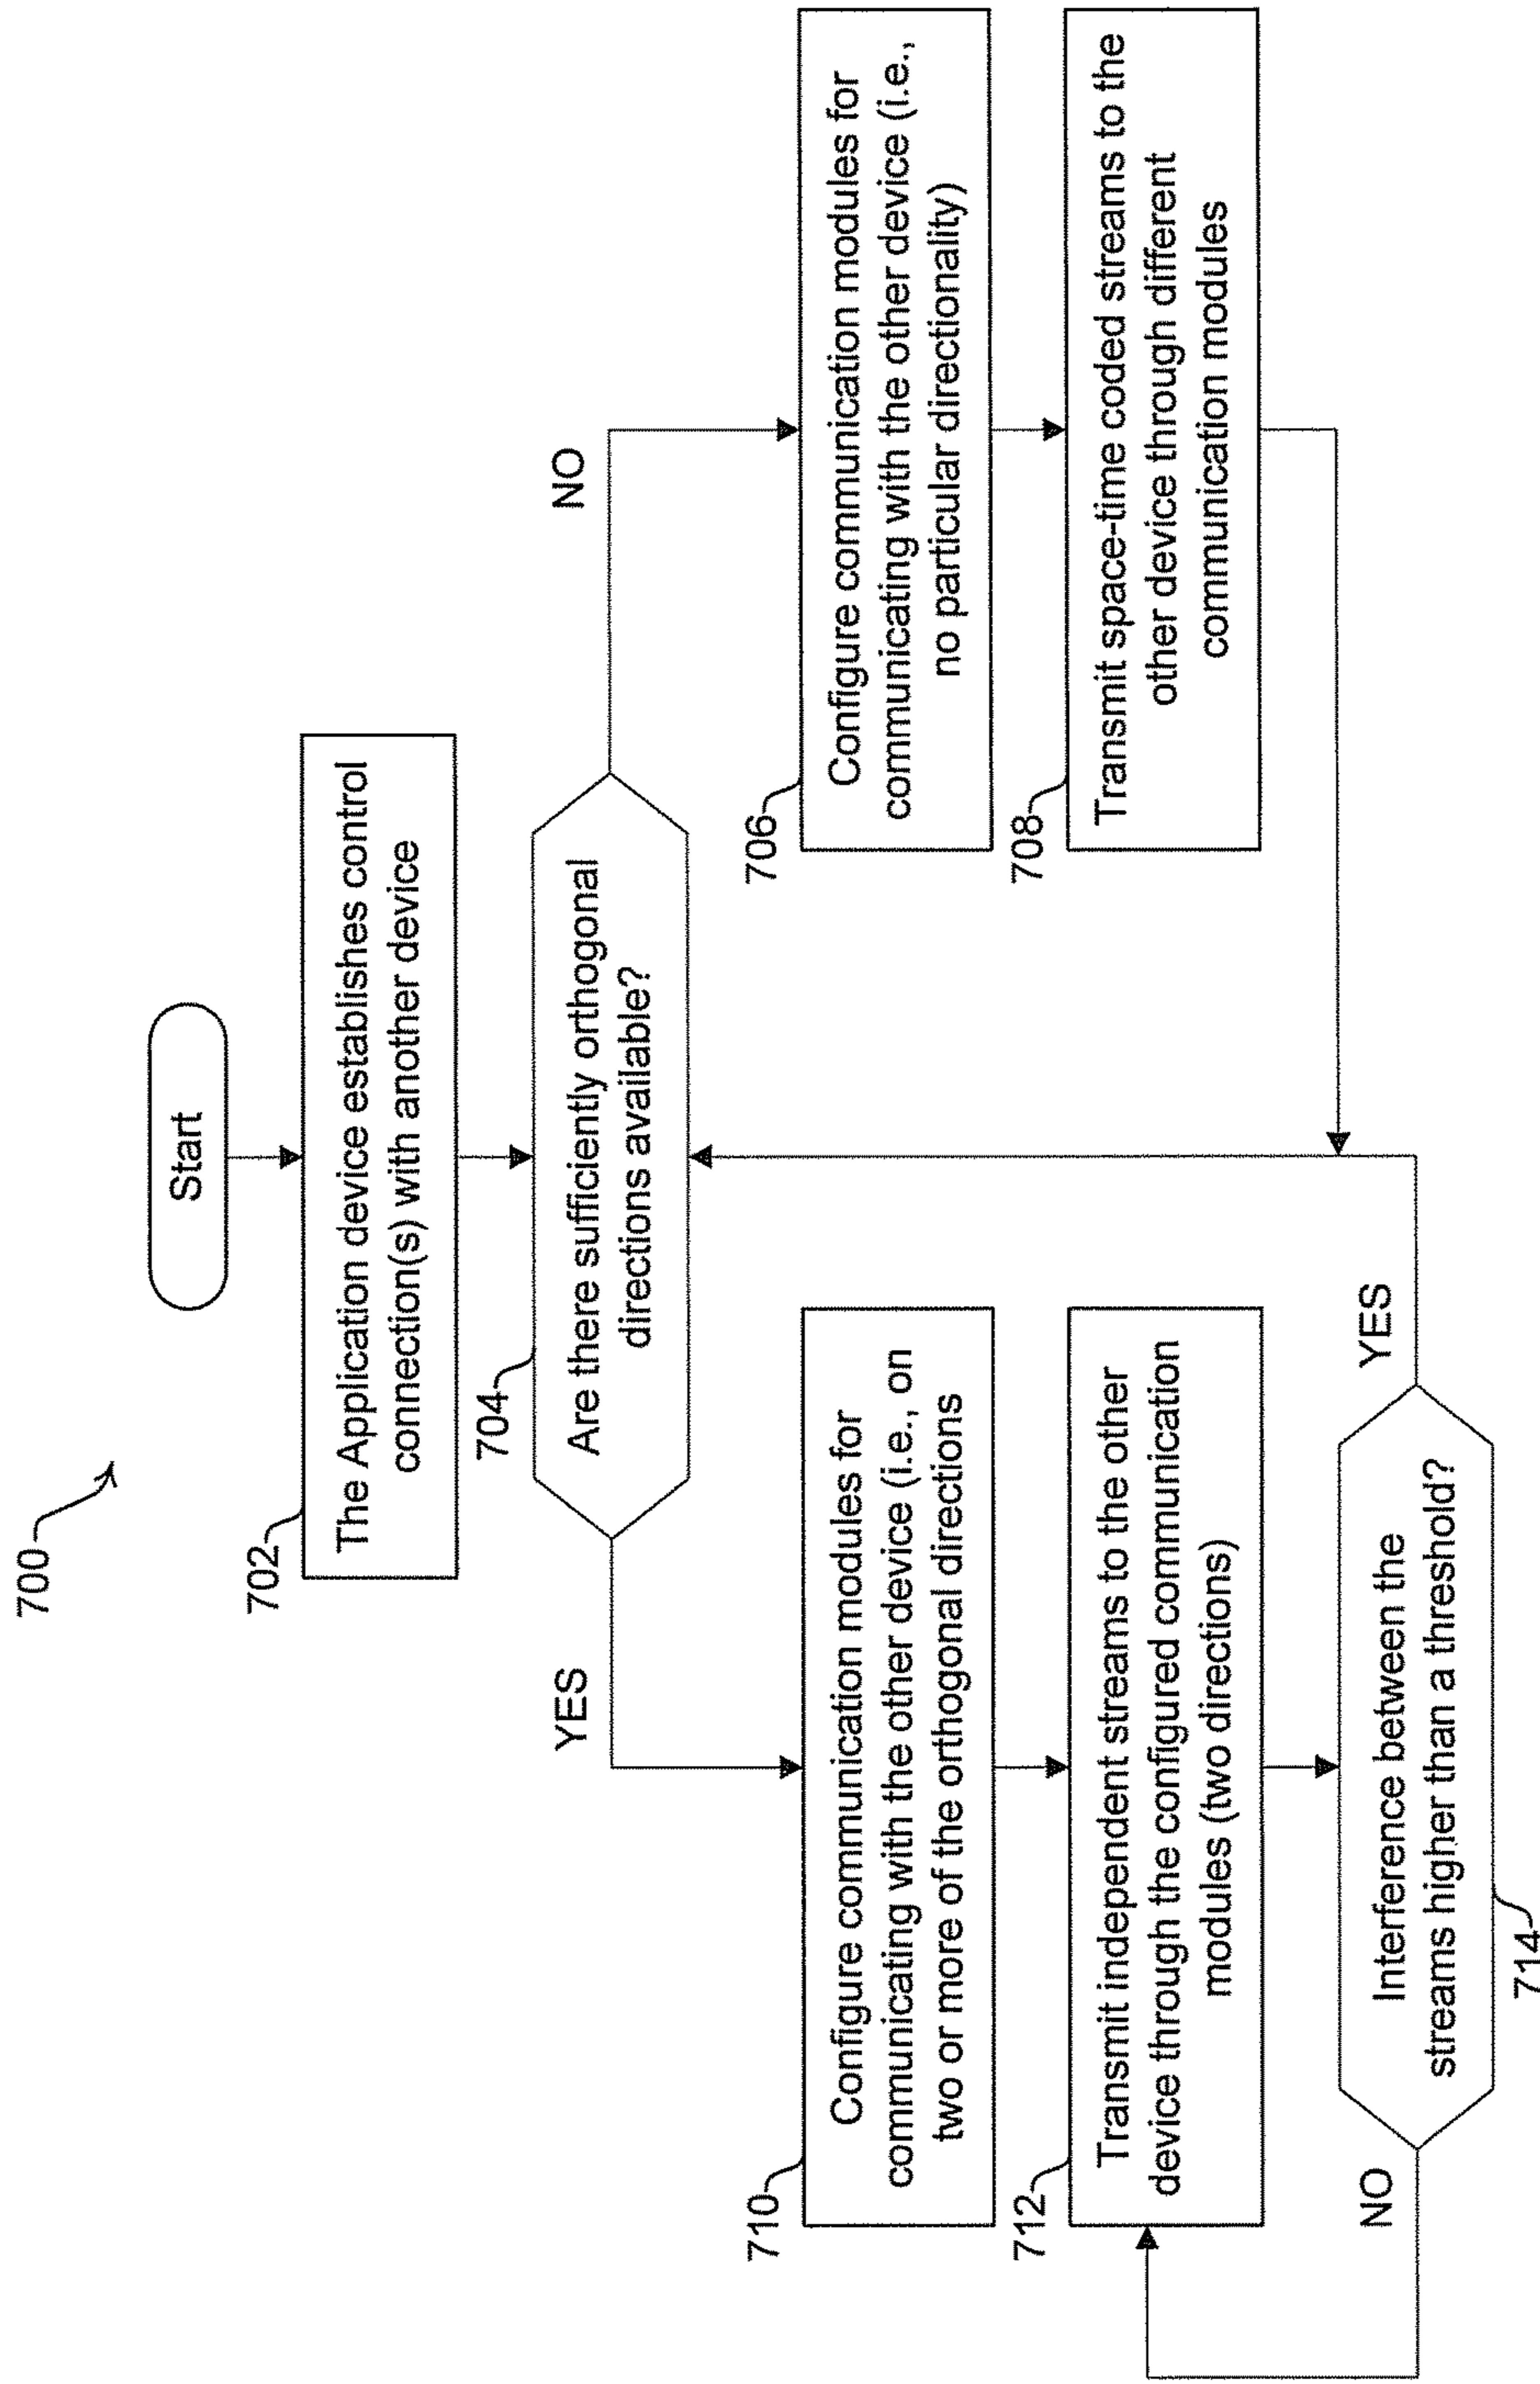 700
Start
702
The Application device establishes control
connection(s) with another device
704
Are there sufficiently orthogonal
directions available?
YES
NO
710
Configure communication modules for
communicating with the other device (i.e., on
two or more of the orthogonal directions
706
Configure communication modules for
communicating with the other device (i.e.,
no particular directionality)
712
Transmit independent streams to the other
device through the configured communication
modules (two directions)
708
Transmit space-time coded streams to the
other device through different
communication modules
NO
Interference between the
streams higher than a threshold?
YES
714